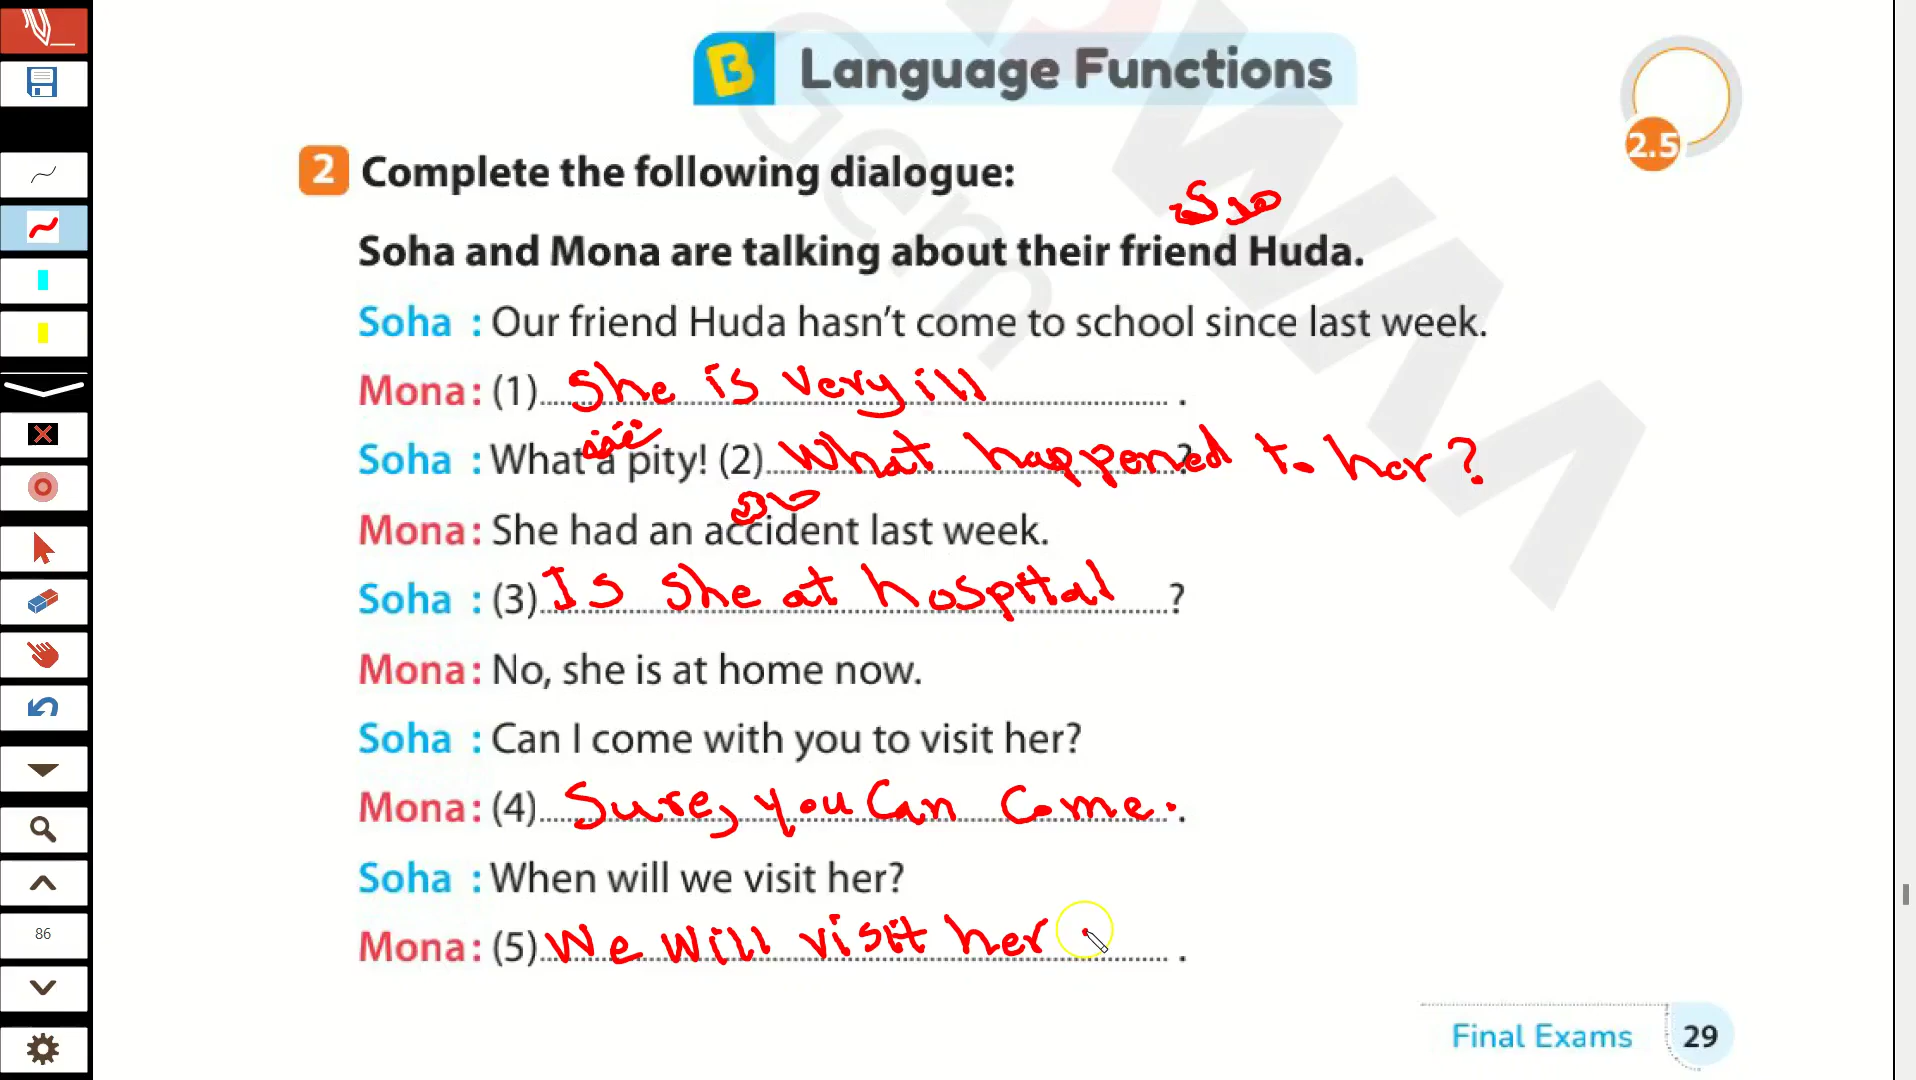 B Language Functions
2.5
2 Complete the following dialogue:
Soha and Mona are talking about their friend Huda.
Soha : Our friend Huda hasn't come to school since last week.
Mona: (1) She is very ill .
Soha : What a pity! (2) What happened to her? ?
Mona: She had an accident last week.
Soha : (3) Is she at hospital ?
Mona: No, she is at home now.
Soha : Can I come with you to visit her?
Mona: (4) Sure, you Can Come. .
Soha : When will we visit her?
Mona: (5) We will visit her .
86
Final Exams 29